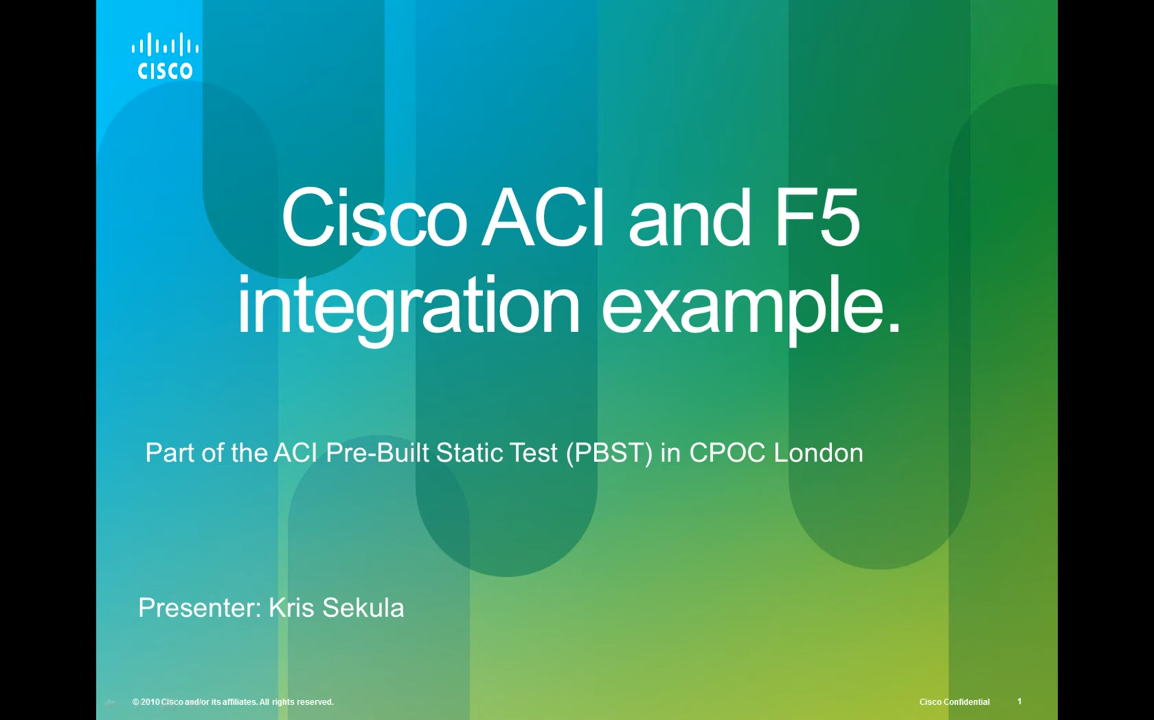 CISCO
Cisco ACI and F5
integration example.
Part of the ACI Pre-Built Static Test (PBST) in CPOC London
Presenter: Kris Sekula
© 2010 Cisco and/or its affiliates. All rights reserved.
Cisco Confidential
1